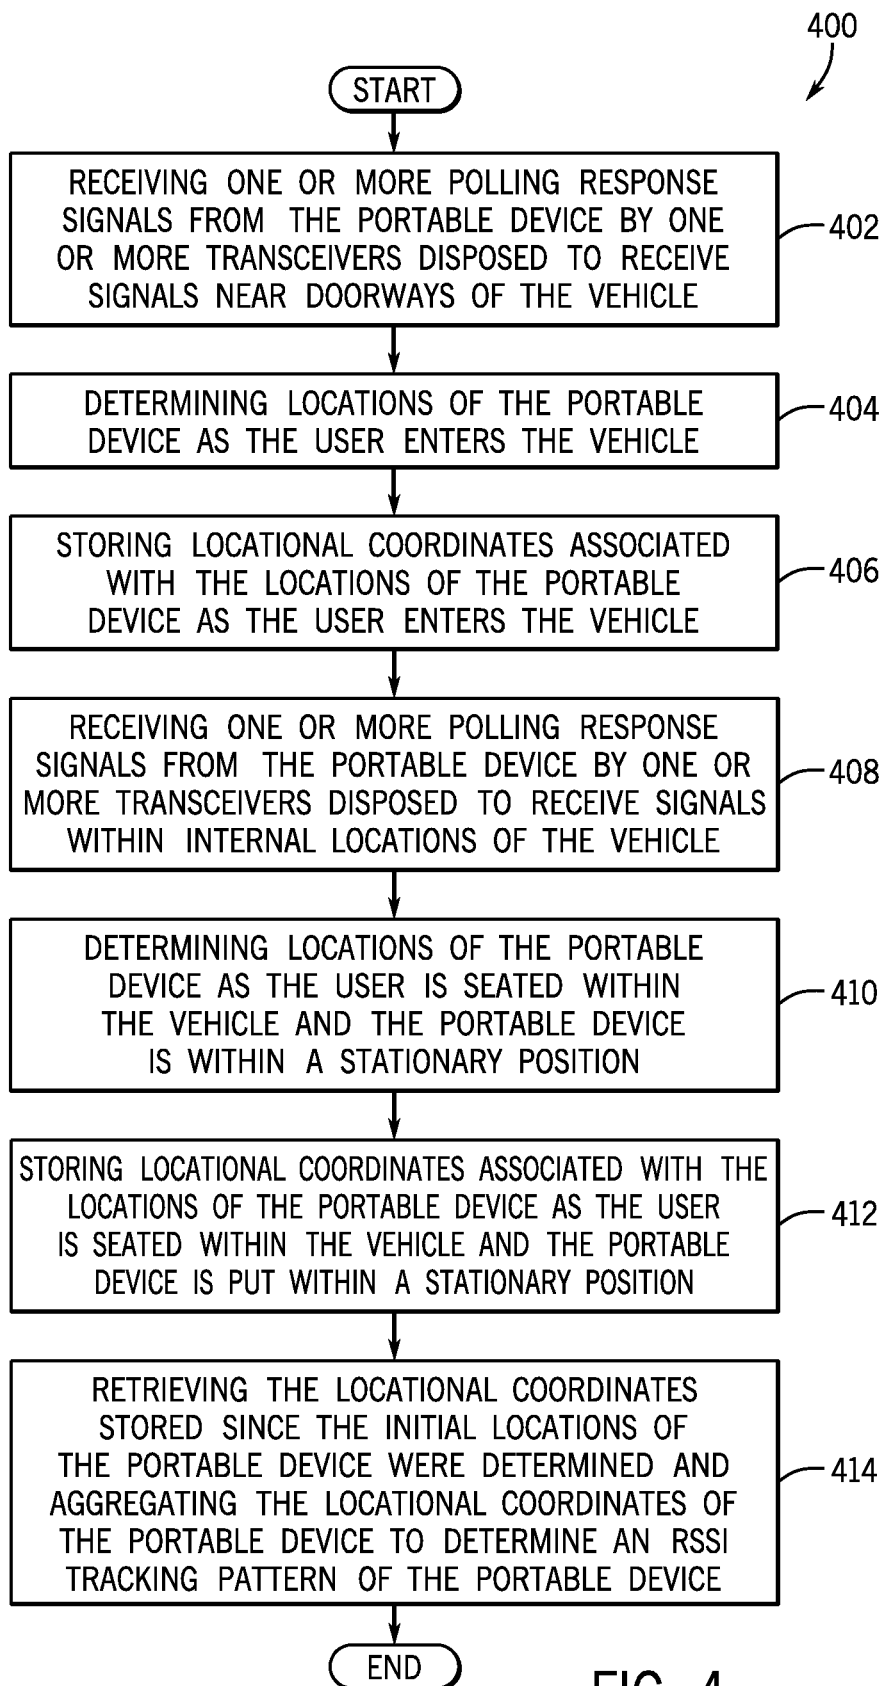 400
START
RECEIVING ONE OR MORE POLLING RESPONSE
SIGNALS FROM THE PORTABLE DEVICE BY ONE
OR MORE TRANSCEIVERS DISPOSED TO RECEIVE
SIGNALS NEAR DOORWAYS OF THE VEHICLE
402
DETERMINING LOCATIONS OF THE PORTABLE
DEVICE AS THE USER ENTERS THE VEHICLE
404
STORING LOCATIONAL COORDINATES ASSOCIATED
WITH THE LOCATIONS OF THE PORTABLE
DEVICE AS THE USER ENTERS THE VEHICLE
406
RECEIVING ONE OR MORE POLLING RESPONSE
SIGNALS FROM THE PORTABLE DEVICE BY ONE OR
MORE TRANSCEIVERS DISPOSED TO RECEIVE SIGNALS
WITHIN INTERNAL LOCATIONS OF THE VEHICLE
408
DETERMINING LOCATIONS OF THE PORTABLE
DEVICE AS THE USER IS SEATED WITHIN
THE VEHICLE AND THE PORTABLE DEVICE
IS WITHIN A STATIONARY POSITION
410
STORING LOCATIONAL COORDINATES ASSOCIATED WITH THE
LOCATIONS OF THE PORTABLE DEVICE AS THE USER
IS SEATED WITHIN THE VEHICLE AND THE PORTABLE
DEVICE IS PUT WITHIN A STATIONARY POSITION
412
RETRIEVING THE LOCATIONAL COORDINATES
STORED SINCE THE INITIAL LOCATIONS OF
THE PORTABLE DEVICE WERE DETERMINED AND
AGGREGATING THE LOCATIONAL COORDINATES OF
THE PORTABLE DEVICE TO DETERMINE AN RSSI
TRACKING PATTERN OF THE PORTABLE DEVICE
414
END
FIG. 4